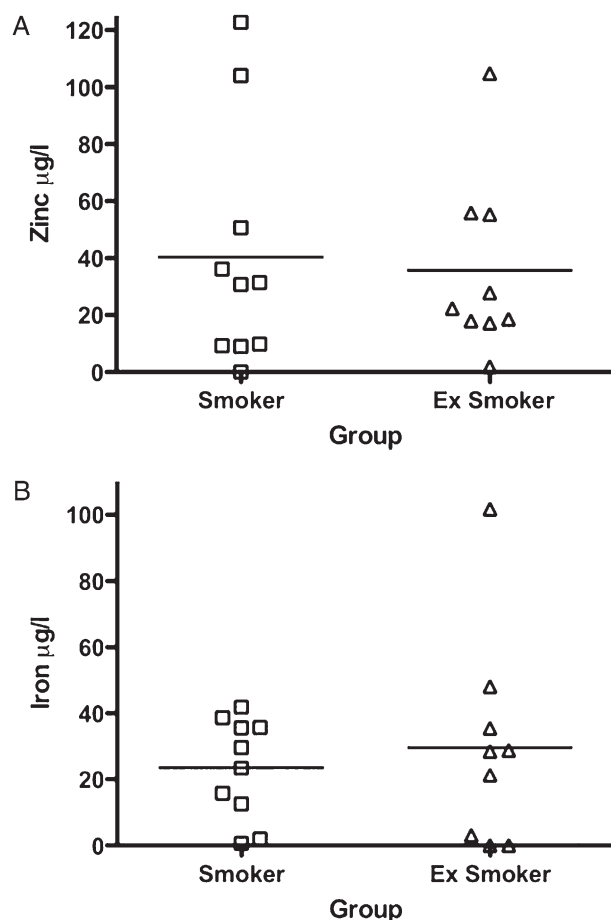 A
120
100
80
60
40
20
0
Zinc µg/l
Smoker
Ex Smoker
Group
B
100
80
60
40
20
0
Iron µg/l
Smoker
Ex Smoker
Group